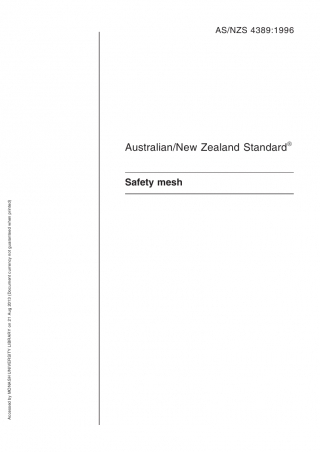 AS/NZS 4389:1996
Australian/New Zealand Standard®
Safety mesh
Accessed by MONASH UNIVERSITY LIBRARY on 21 Aug 2013 (Document currency not guaranteed when printed)